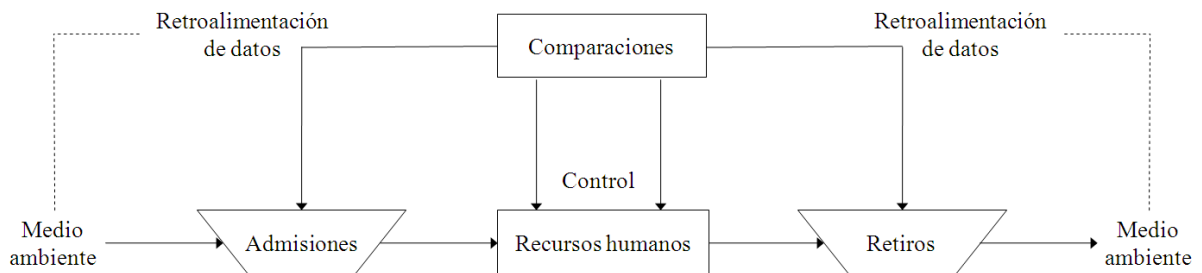 Retroalimentación
de datos
Comparaciones
Retroalimentación
de datos
Control
Medio
ambiente
Admisiones
Recursos humanos
Retiros
Medio
ambiente